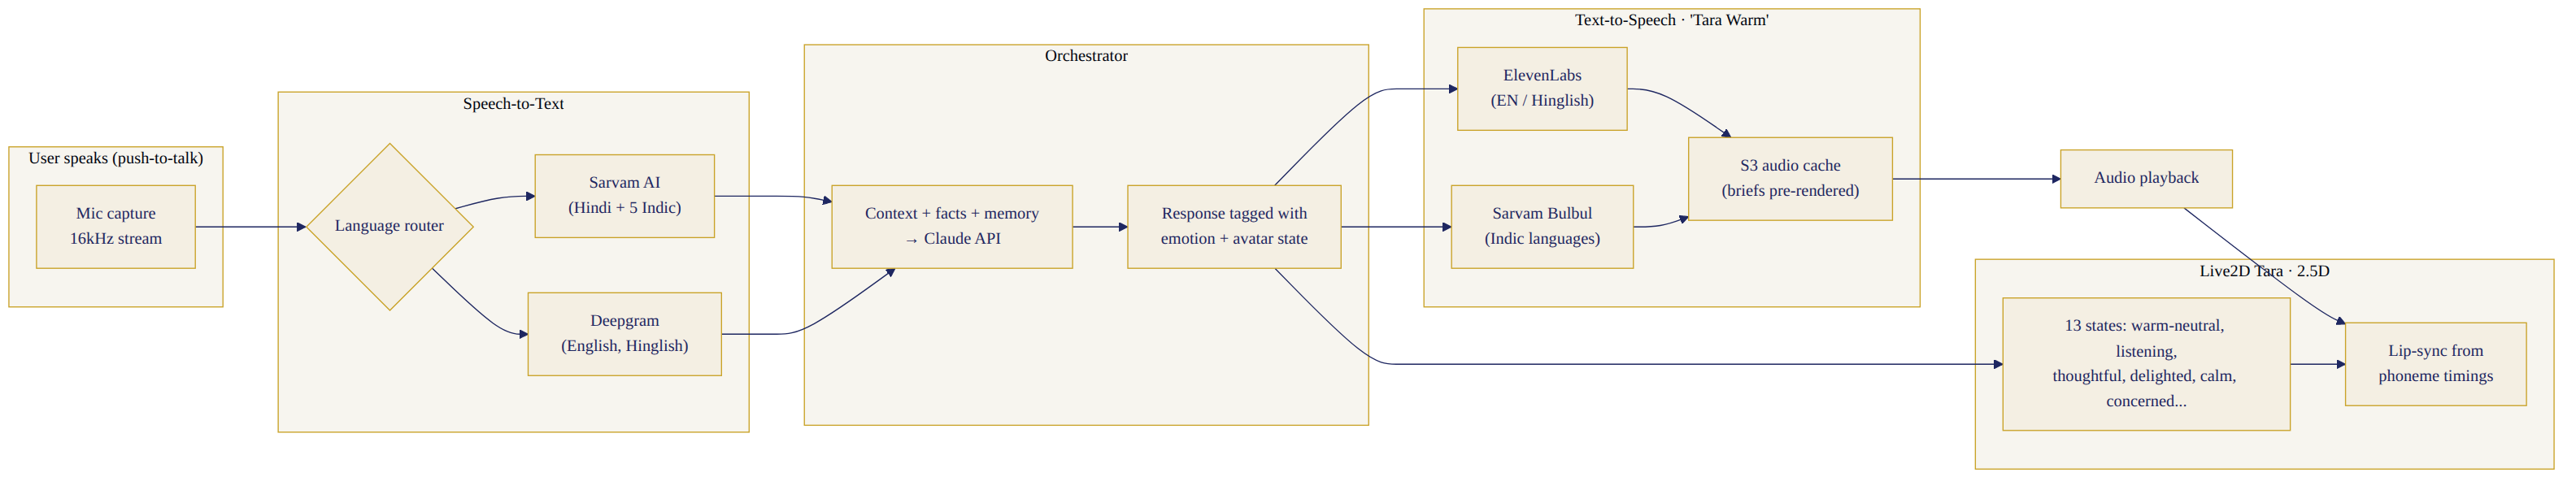 User speaks (push-to-talk)
Mic capture
16kHz stream
Speech-to-Text
Language router
Sarvam AI
(Hindi + 5 Indic)
Deepgram
(English, Hinglish)
Orchestrator
Context + facts + memory
→ Claude API
Response tagged with
emotion + avatar state
Text-to-Speech · 'Tara Warm'
ElevenLabs
(EN / Hinglish)
Sarvam Bulbul
(Indic languages)
S3 audio cache
(briefs pre-rendered)
Audio playback
Live2D Tara · 2.5D
13 states: warm-neutral,
listening,
thoughtful, delighted, calm,
concerned...
Lip-sync from
phoneme timings